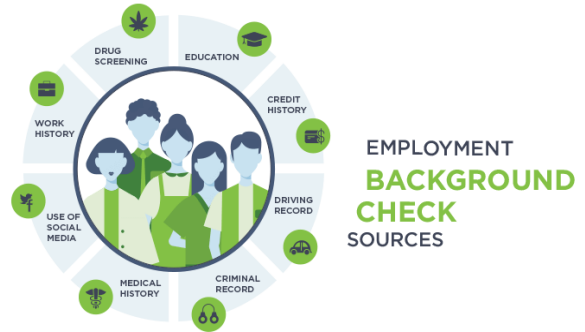 DRUG
SCREENING
EDUCATION
CREDIT
HISTORY
DRIVING
RECORD
CRIMINAL
RECORD
MEDICAL
HISTORY
USE OF
SOCIAL
MEDIA
WORK
HISTORY
EMPLOYMENT
BACKGROUND
CHECK
SOURCES